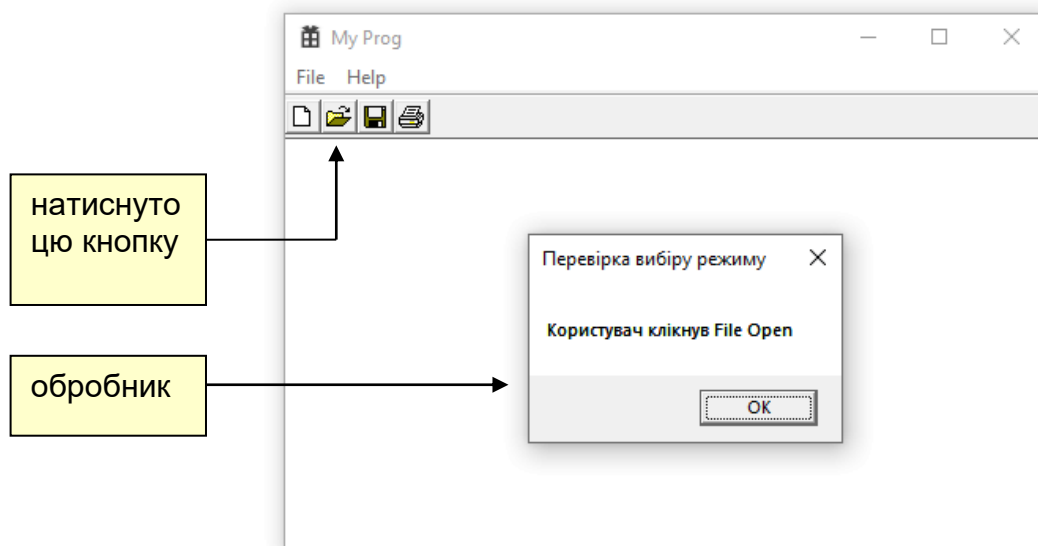 My Prog
File Help
натиснуто
цю кнопку
Перевірка вибіру режиму
Користувач клікнув File Open
обробник
OK